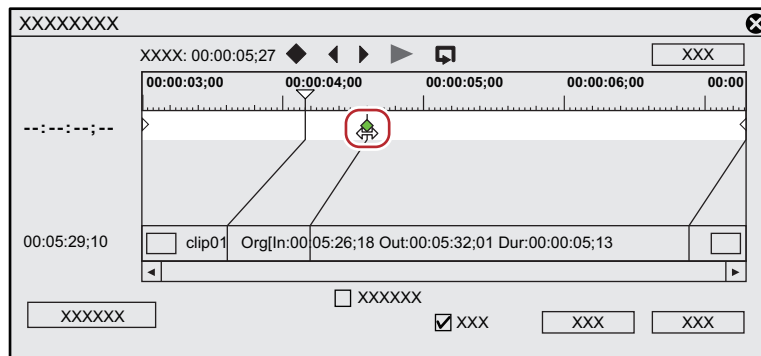 XXXXXXXX
XXXX: 00:00:05;27
XXX
00:00:03;00 00:00:04;00 00:00:05;00 00:00:06;00 00:00
--:--:--;--
00:05:29;10 clip01 Org[In:00:05:26;18 Out:00:05:32;01 Dur:00:00:05;13
XXXXXX
XXXXXX
XXX XXX XXX